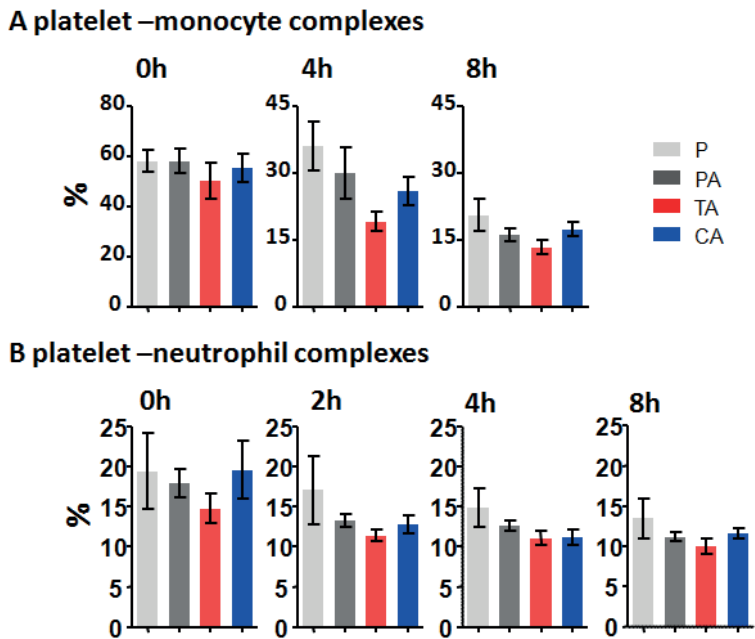 A platelet –monocyte complexes
0h 4h 8h
80 60 40 20 0 %
45 30 15 0
45 30 15 0
P
PA
TA
CA
B platelet –neutrophil complexes
0h 2h 4h 8h
25 20 15 10 5 0 %
25 20 15 10 5 0
25 20 15 10 5 0
25 20 15 10 5 0